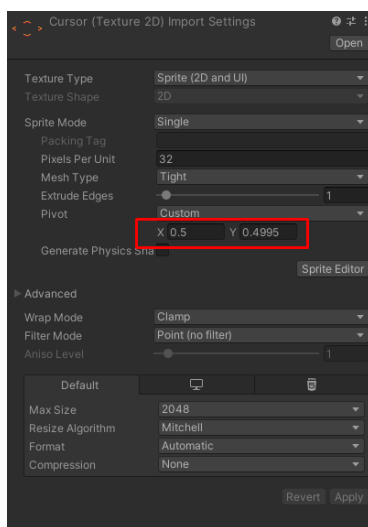 Cursor (Texture 2D) Import Settings
Open
Texture Type Sprite (2D and UI)
Texture Shape 2D
Sprite Mode Single
Packing Tag
Pixels Per Unit 32
Mesh Type Tight
Extrude Edges 1
Pivot Custom
X 0.5 Y 0.4995
Generate Physics Sha
Sprite Editor
Advanced
Wrap Mode Clamp
Filter Mode Point (no filter)
Aniso Level 1
Default
Max Size 2048
Resize Algorithm Mitchell
Format Automatic
Compression None
Revert Apply